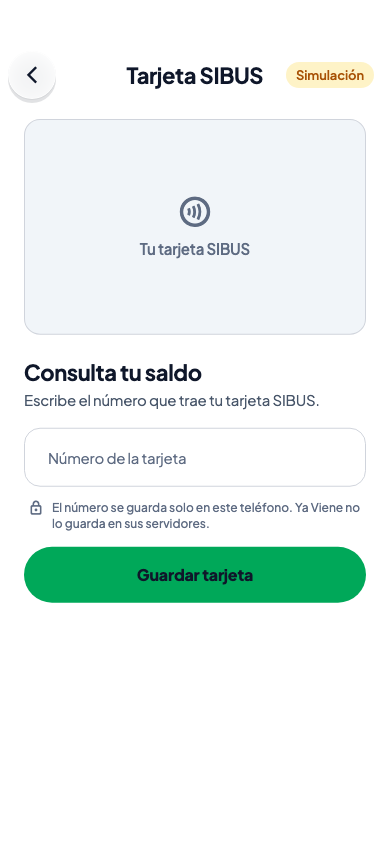 Tarjeta SIBUS
Simulación
Tu tarjeta SIBUS
Consulta tu saldo
Escribe el número que trae tu tarjeta SIBUS.
Número de la tarjeta
El número se guarda solo en este teléfono. Ya Viene no
lo guarda en sus servidores.
Guardar tarjeta